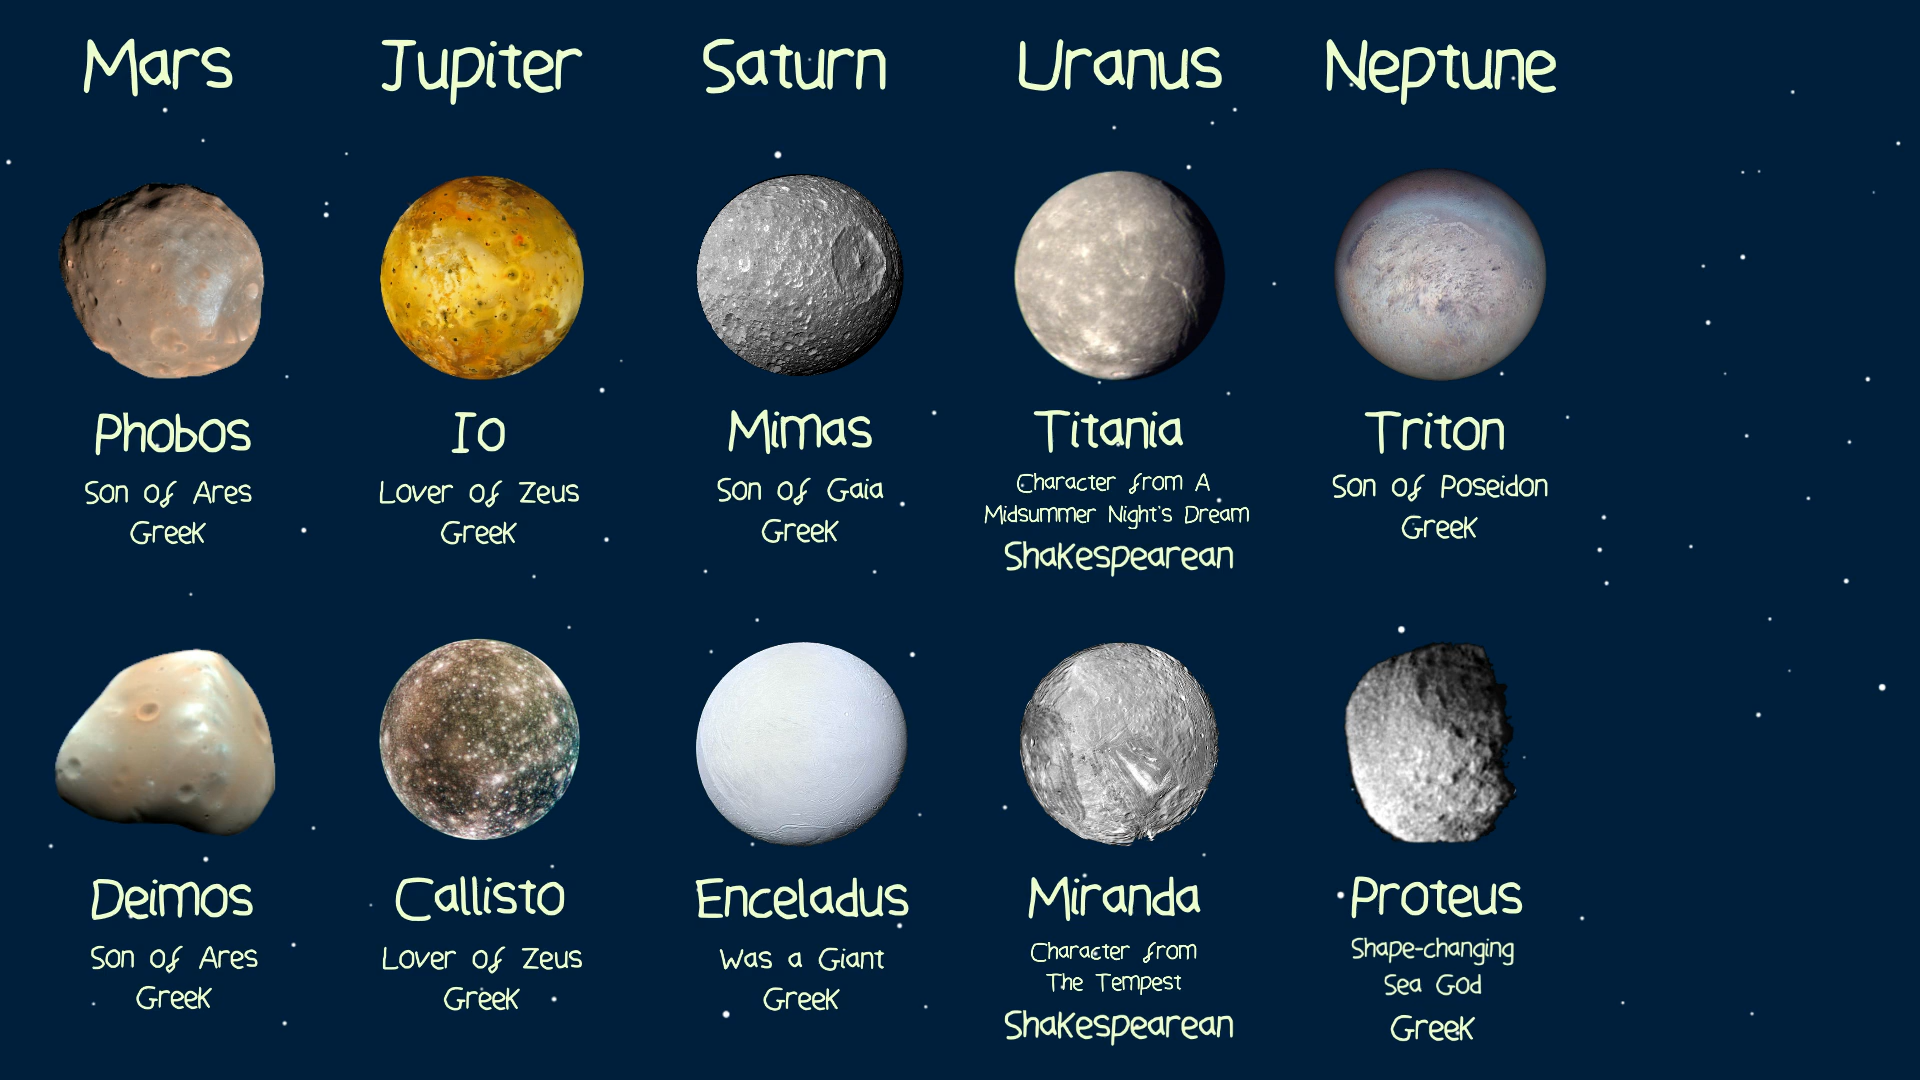 Mars
Jupiter
Saturn
Uranus
Neptune
Phobos
Son of Ares
Greek
Io
Lover of Zeus
Greek
Mimas
Son of Gaia
Greek
Titania
Character from A
Midsummer Night's Dream
Shakespearean
Triton
Son of Poseidon
Greek
Deimos
Son of Ares
Greek
Callisto
Lover of Zeus
Greek
Enceladus
Was a Giant
Greek
Miranda
Character from
The Tempest
Shakespearean
Proteus
Shape-changing
Sea God
Greek